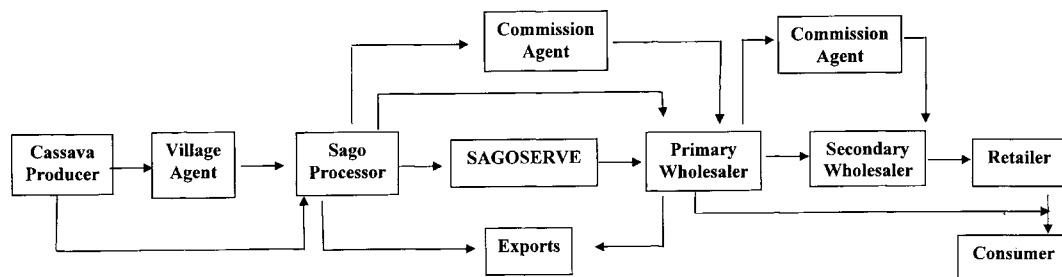 Commission
Agent
Commission
Agent
Cassava
Producer
Village
Agent
Sago
Processor
SAGOSERVE
Primary
Wholesaler
Secondary
Wholesaler
Retailer
Exports
Consumer